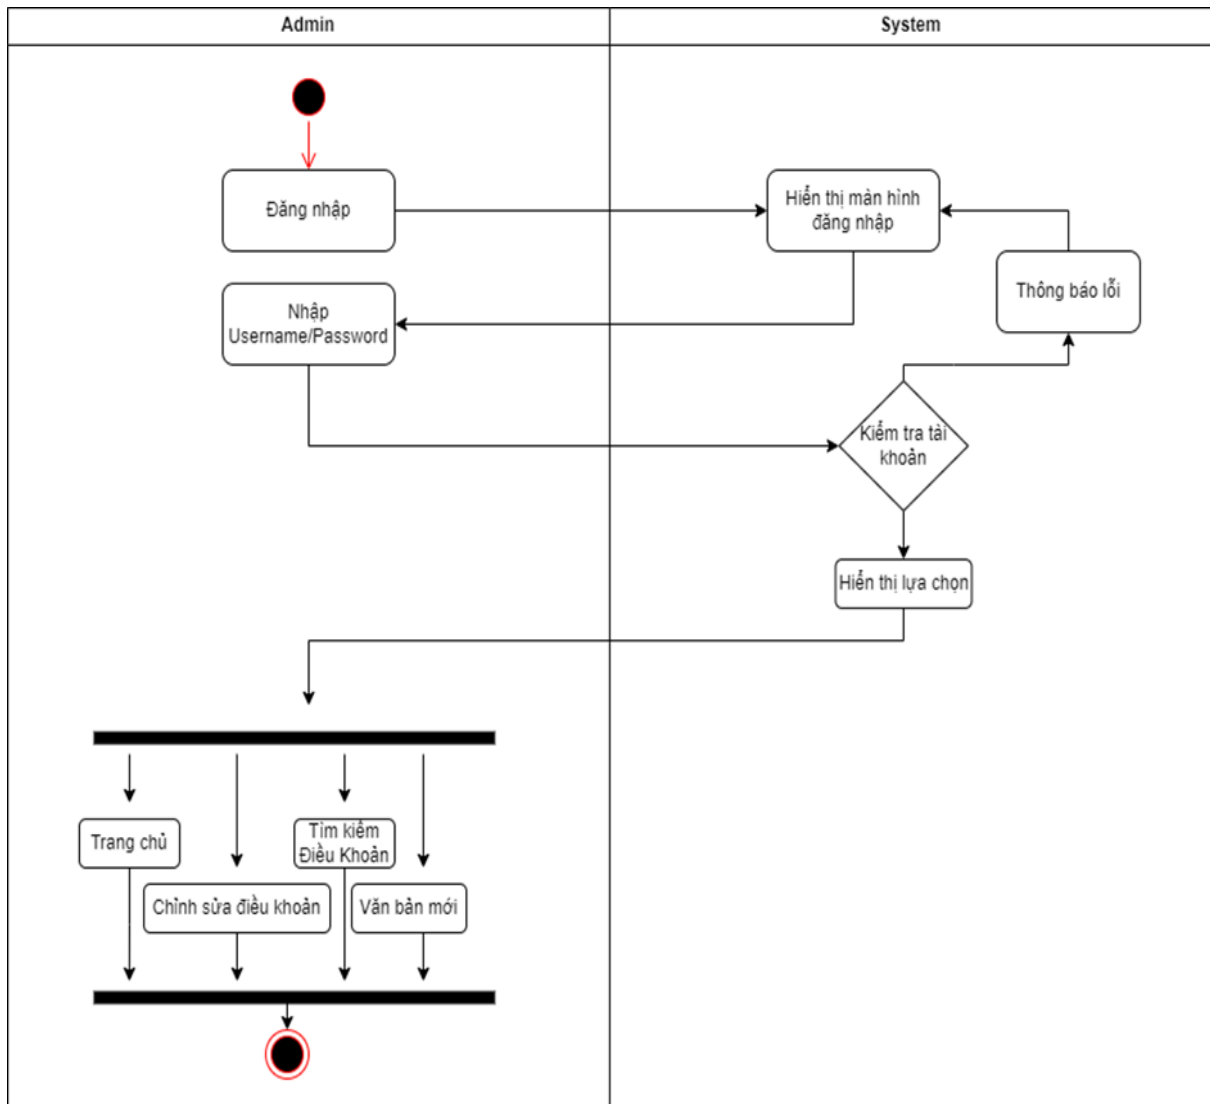 Admin
System
Đăng nhập
Hiển thị màn hình
đăng nhập
Thông báo lỗi
Nhập
Username/Password
Kiểm tra tài
khoản
Hiển thị lựa chọn
Trang chủ
Tìm kiếm
Điều Khoản
Chỉnh sửa điều khoản
Văn bản mới